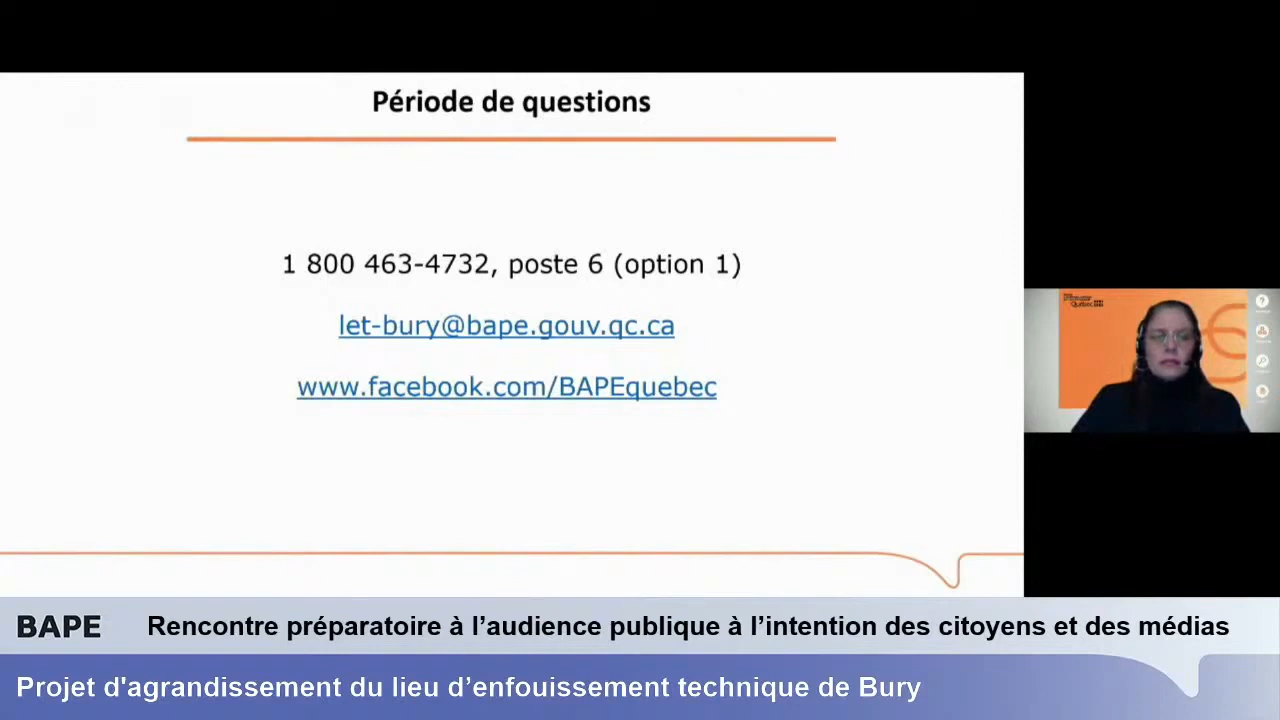 Période de questions
1 800 463-4732, poste 6 (option 1)
let-bury@bape.gouv.qc.ca
www.facebook.com/BAPEquebec
Québec
BAPE Rencontre préparatoire à l’audience publique à l’intention des citoyens et des médias
Projet d'agrandissement du lieu d’enfouissement technique de Bury